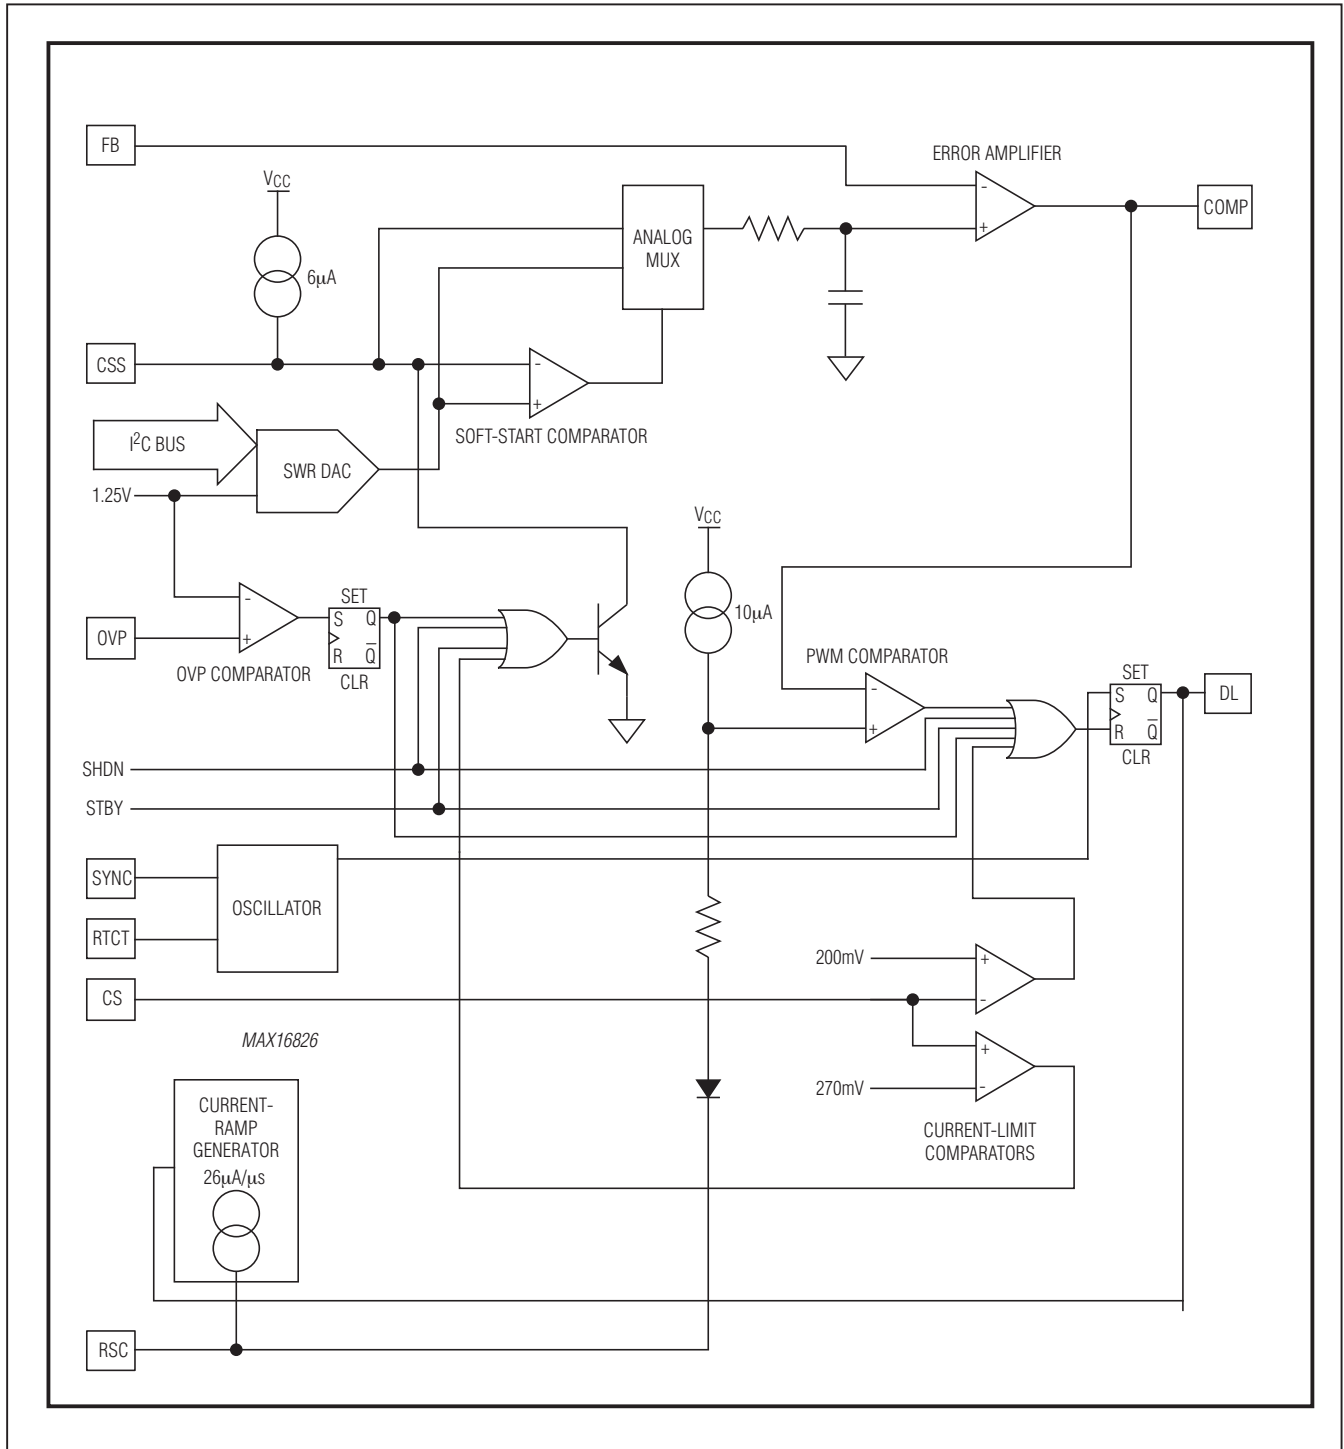 FB
ERROR AMPLIFIER
VCC
-
+
COMP
ANALOG
MUX
6µA
CSS
-
+
SOFT-START COMPARATOR
I2C BUS
SWR DAC
1.25V
VCC
-
+
OVP
OVP COMPARATOR
SET
S Q
R Q̅
CLR
10µA
PWM COMPARATOR
-
+
SET
S Q
R Q̅
CLR
DL
SHDN
STBY
SYNC
RTCT
OSCILLATOR
CS
200mV
+
-
MAX16826
+
270mV
-
CURRENT-LIMIT
COMPARATORS
CURRENT-
RAMP
GENERATOR
26µA/µs
RSC